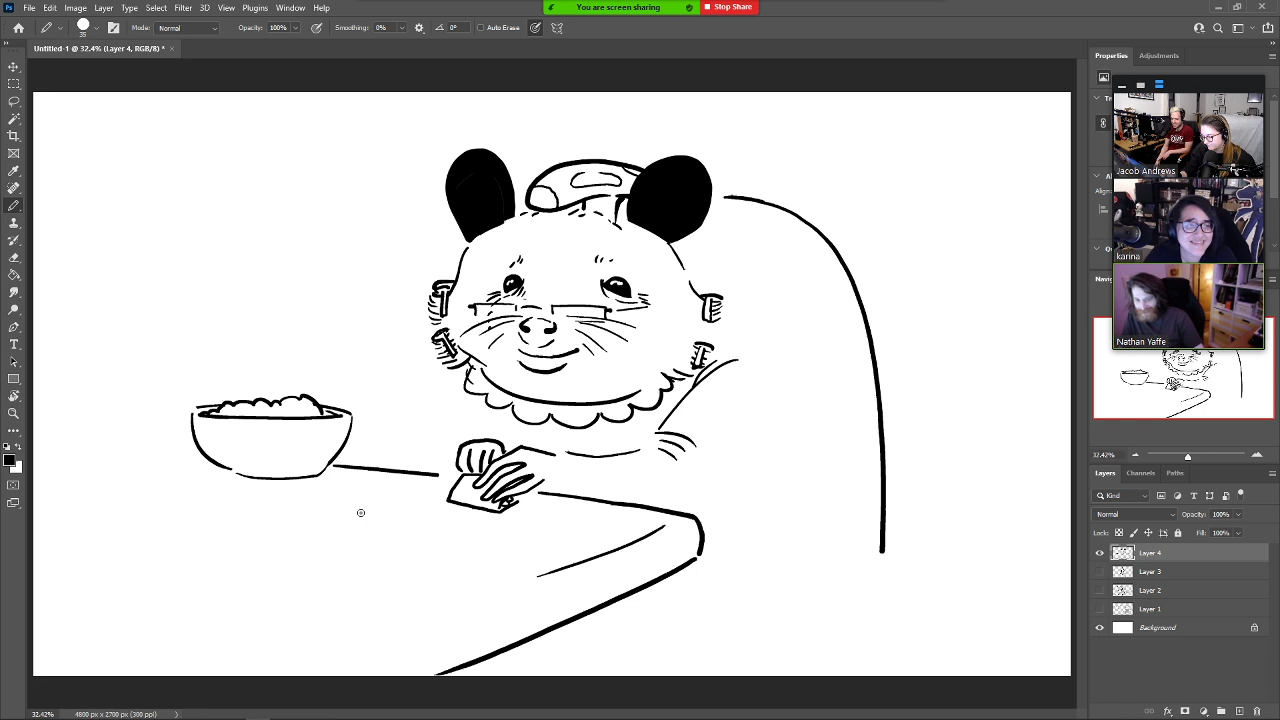 You are screen sharing
Stop Share
File Edit Image Layer Type Select Filter 3D View Plugins Window Help
35 Mode: Normal Opacity: 100% Smoothing: 0% 0° Auto Erase
Untitled-1 @ 32.4% (Layer 4, RGB/8) *
Properties Adjustments
Jacob Andrews
karina
Nathan Yaffe
32.42%
Layers Channels Paths
Kind
Normal Opacity: 100%
Lock: Fill: 100%
Layer 4
Layer 3
Layer 2
Layer 1
Background
32.42% 4800 px x 2700 px (300 ppi)